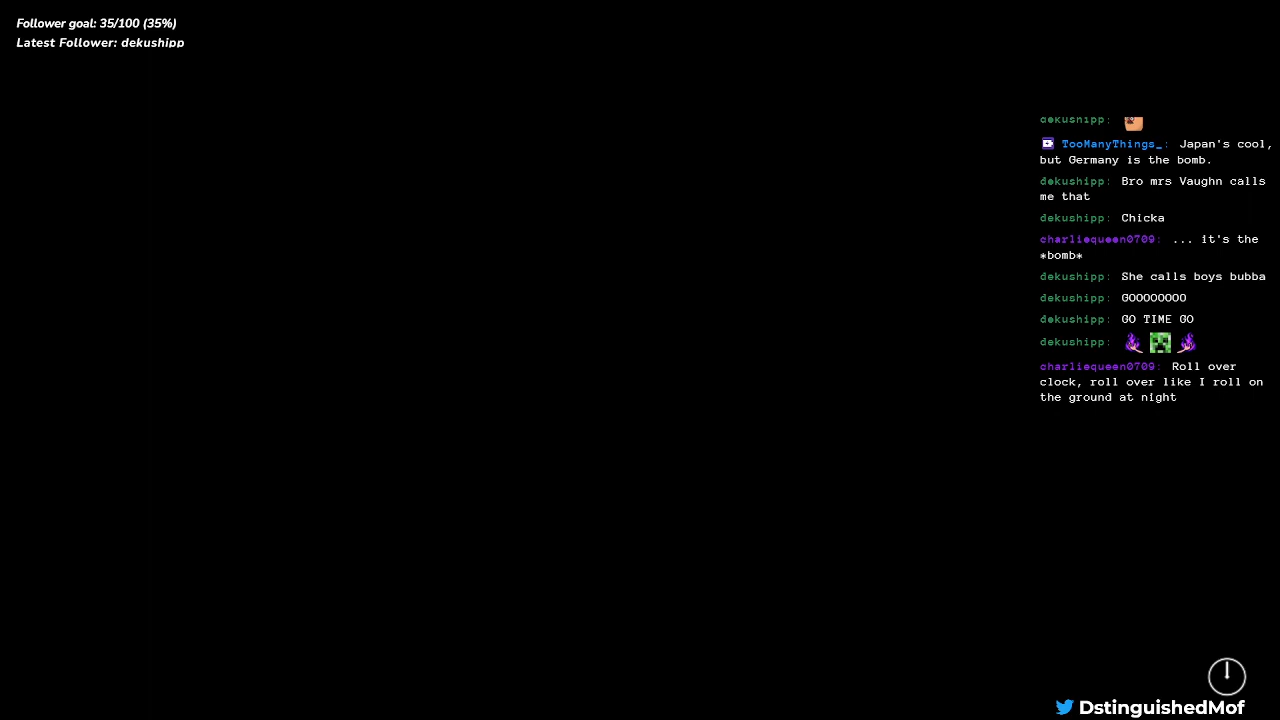 Follower goal: 35/100 (35%)
Latest Follower: dekushipp
dekushipp:
TooManyThings_: Japan's cool,
but Germany is the bomb.
dekushipp: Bro mrs Vaughn calls
me that
dekushipp: Chicka
charliequeen0709: ... it's the
*bomb*
dekushipp: She calls boys bubba
dekushipp: GOOOOOOOO
dekushipp: GO TIME GO
dekushipp:
charliequeen0709: Roll over
clock, roll over like I roll on
the ground at night
DstinguishedMof